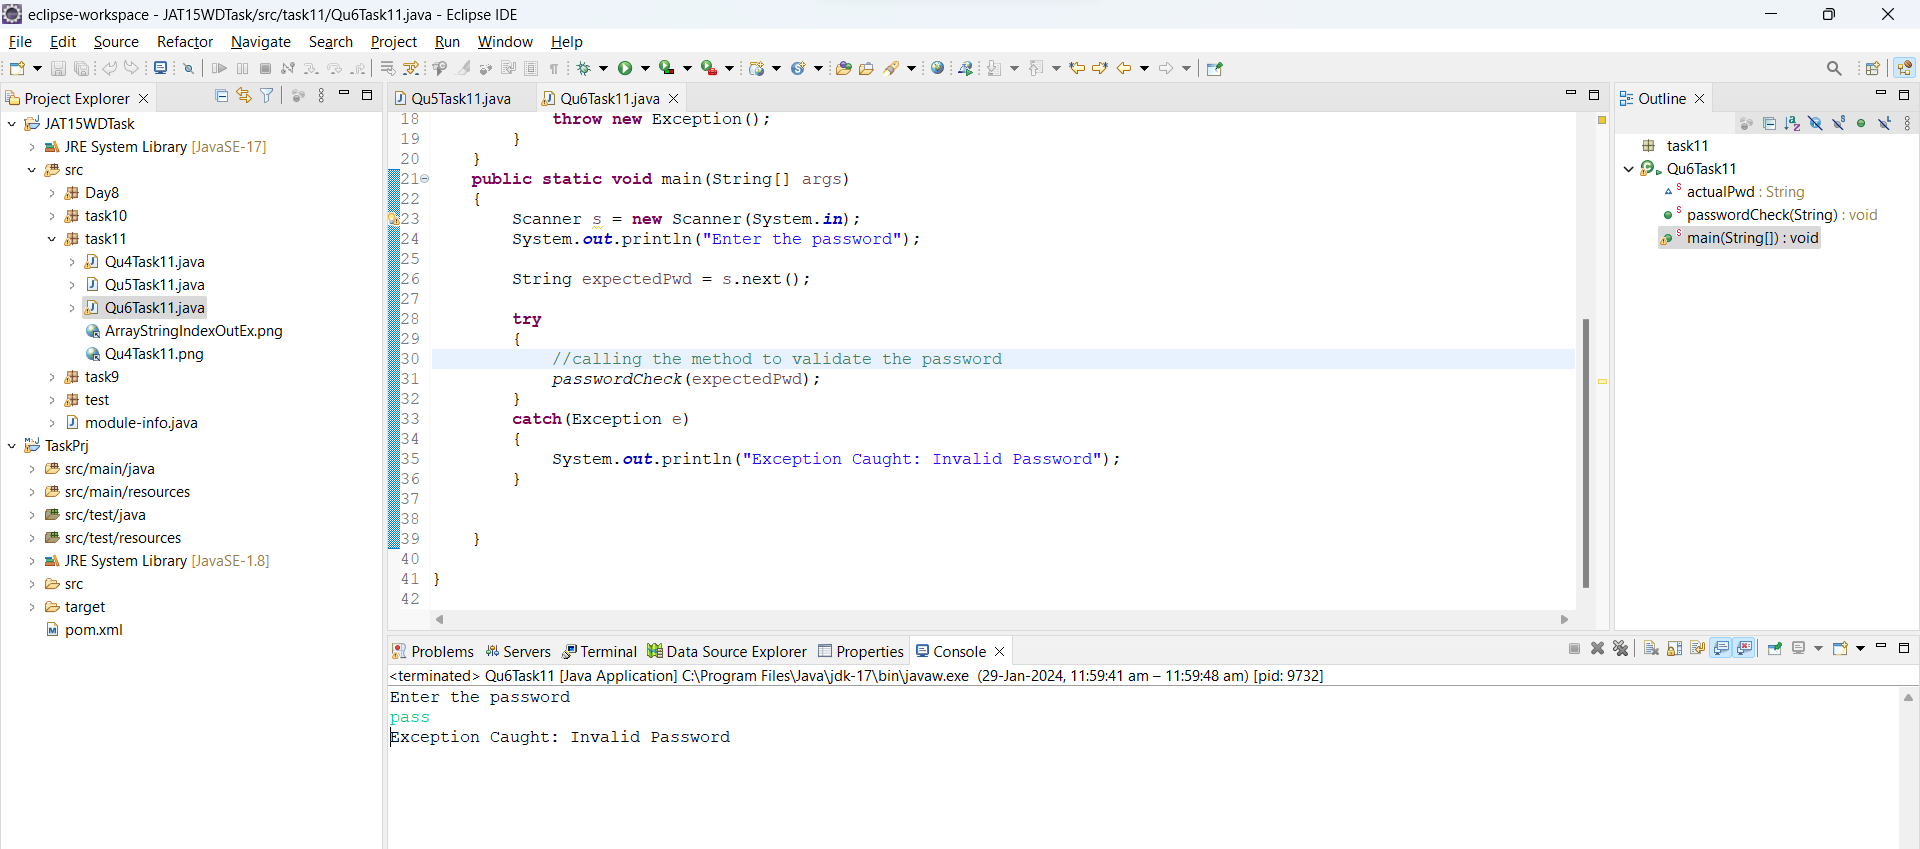 eclipse-workspace - JAT15WDTask/src/task11/Qu6Task11.java - Eclipse IDE
File Edit Source Refactor Navigate Search Project Run Window Help
Project Explorer
JAT15WDTask
JRE System Library [JavaSE-17]
src
Day8
task10
task11
Qu4Task11.java
Qu5Task11.java
Qu6Task11.java
ArrayStringIndexOutEx.png
Qu4Task11.png
task9
test
module-info.java
TaskPrj
src/main/java
src/main/resources
src/test/java
src/test/resources
JRE System Library [JavaSE-1.8]
src
target
pom.xml
Qu5Task11.java Qu6Task11.java
18 throw new Exception();
19 }
20 }
21 public static void main(String[] args)
22 {
23 Scanner s = new Scanner(System.in);
24 System.out.println("Enter the password");
25
26 String expectedPwd = s.next();
27
28 try
29 {
30 //calling the method to validate the password
31 passwordCheck(expectedPwd);
32 }
33 catch(Exception e)
34 {
35 System.out.println("Exception Caught: Invalid Password");
36 }
37
38
39 }
40
41 }
42
Outline
task11
Qu6Task11
actualPwd : String
passwordCheck(String) : void
main(String[]) : void
Problems Servers Terminal Data Source Explorer Properties Console
<terminated> Qu6Task11 [Java Application] C:\Program Files\Java\jdk-17\bin\javaw.exe (29-Jan-2024, 11:59:41 am – 11:59:48 am) [pid: 9732]
Enter the password
pass
Exception Caught: Invalid Password